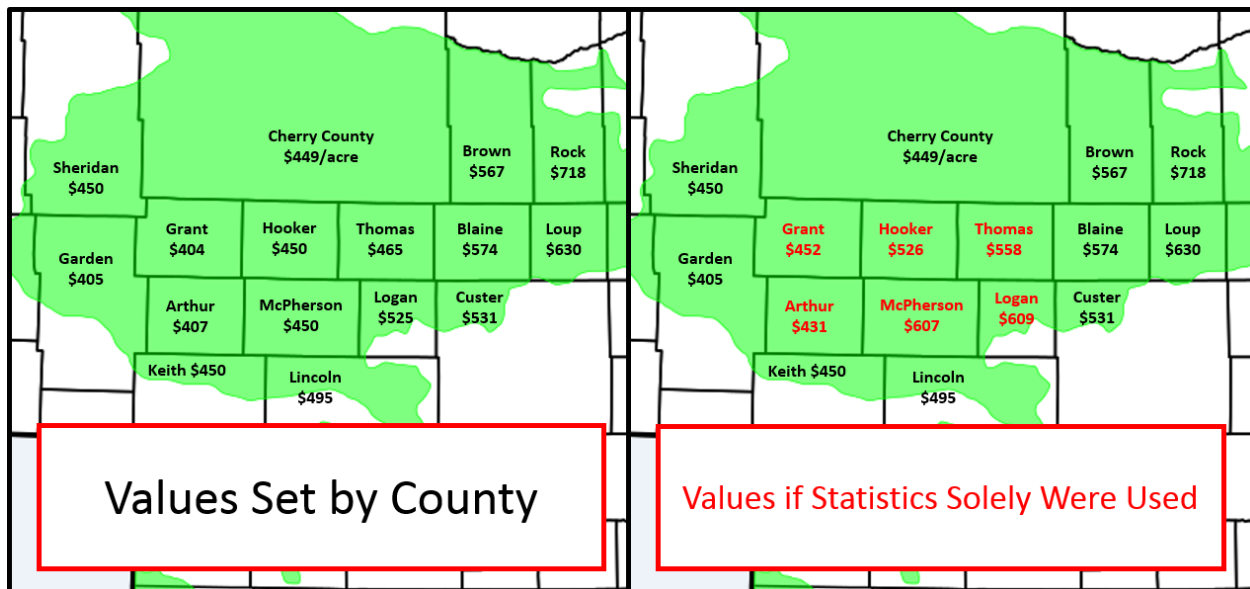 Cherry County
$449/acre
Brown
$567
Rock
$718
Sheridan
$450
Grant
$404
Hooker
$450
Thomas
$465
Blaine
$574
Loup
$630
Garden
$405
Arthur
$407
McPherson
$450
Logan
$525
Custer
$531
Keith $450
Lincoln
$495
Values Set by County
Cherry County
$449/acre
Brown
$567
Rock
$718
Sheridan
$450
Grant
$452
Hooker
$526
Thomas
$558
Blaine
$574
Loup
$630
Garden
$405
Arthur
$431
McPherson
$607
Logan
$609
Custer
$531
Keith $450
Lincoln
$495
Values if Statistics Solely Were Used